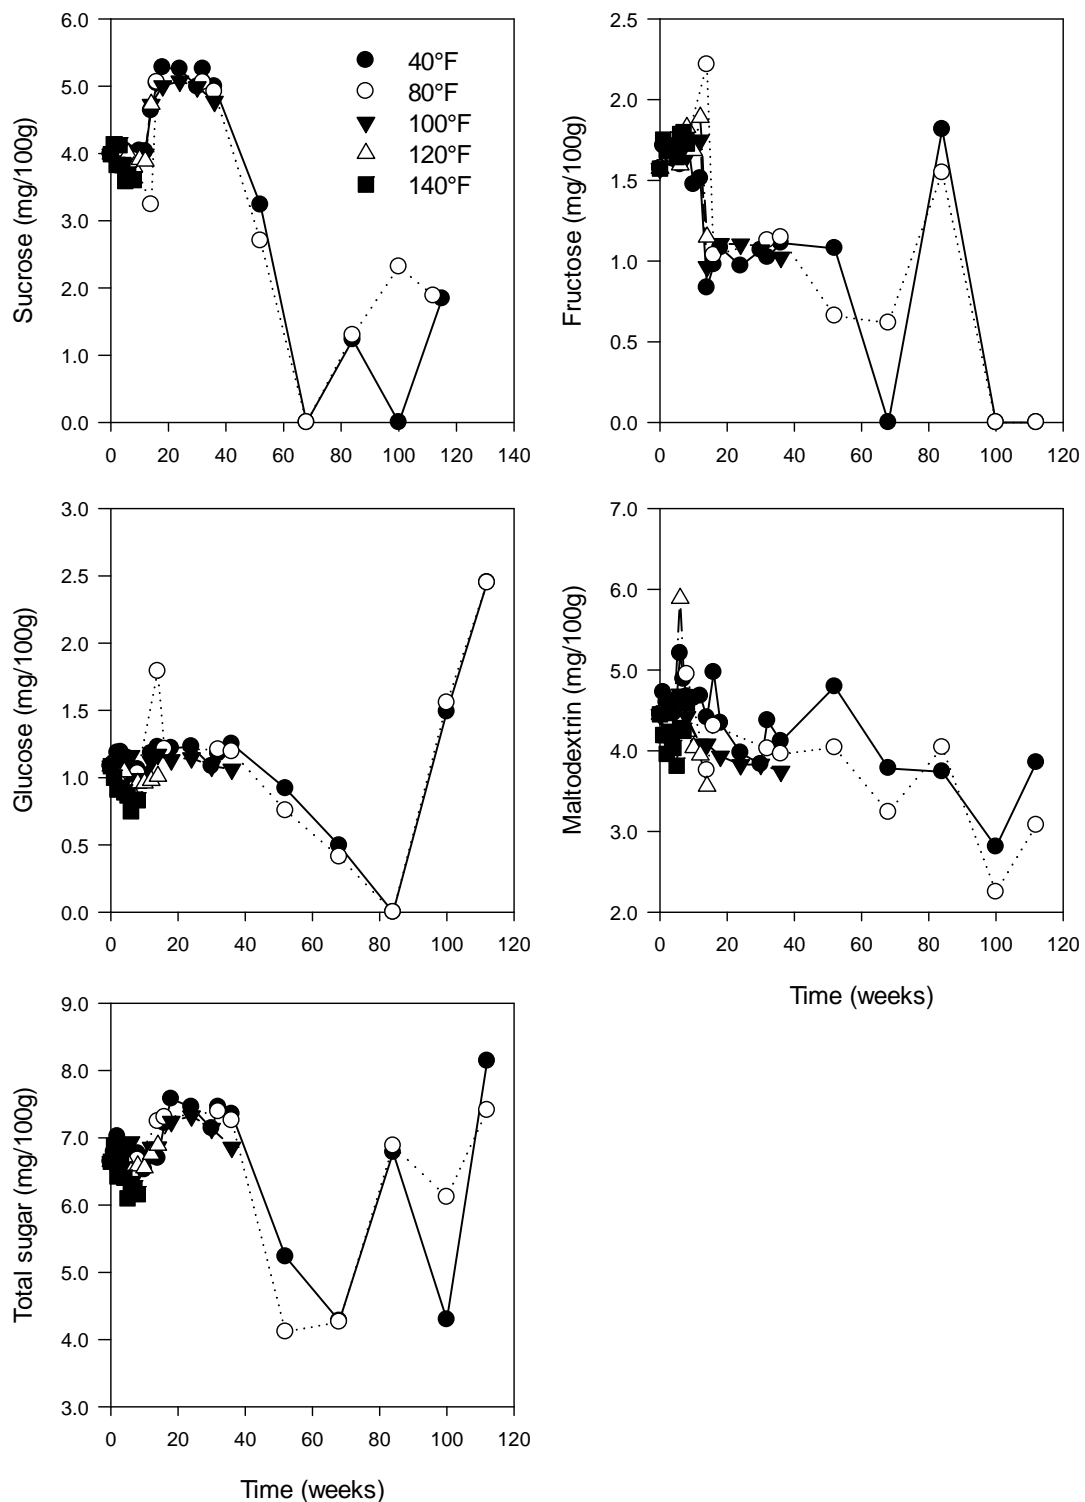 6.0
5.0
4.0
3.0
2.0
1.0
0.0
Sucrose (mg/100g)
0 20 40 60 80 100 120 140
40°F
80°F
100°F
120°F
140°F
2.5
2.0
1.5
1.0
0.5
0.0
Fructose (mg/100g)
0 20 40 60 80 100 120
3.0
2.5
2.0
1.5
1.0
0.5
0.0
Glucose (mg/100g)
0 20 40 60 80 100 120
7.0
6.0
5.0
4.0
3.0
2.0
Maltodextrin (mg/100g)
0 20 40 60 80 100 120
Time (weeks)
9.0
8.0
7.0
6.0
5.0
4.0
3.0
Total sugar (mg/100g)
0 20 40 60 80 100 120
Time (weeks)